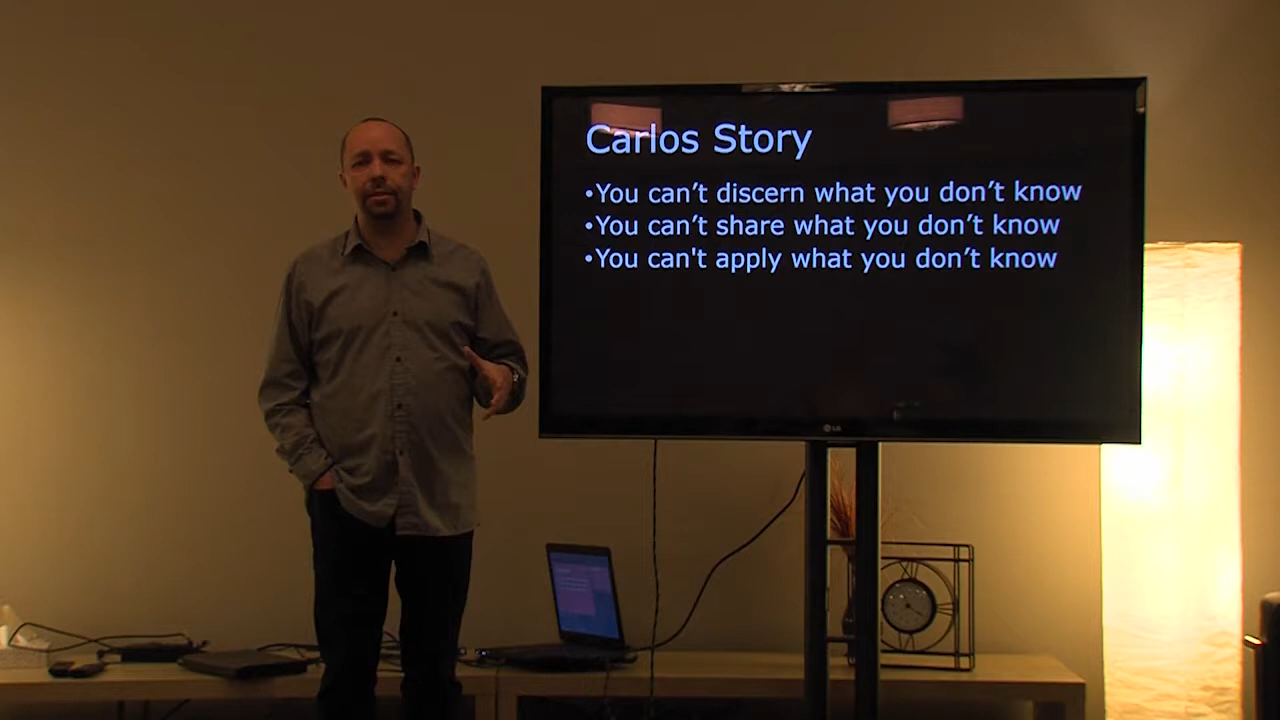 Carlos Story
•You can’t discern what you don’t know
•You can’t share what you don’t know
•You can't apply what you don’t know
LG